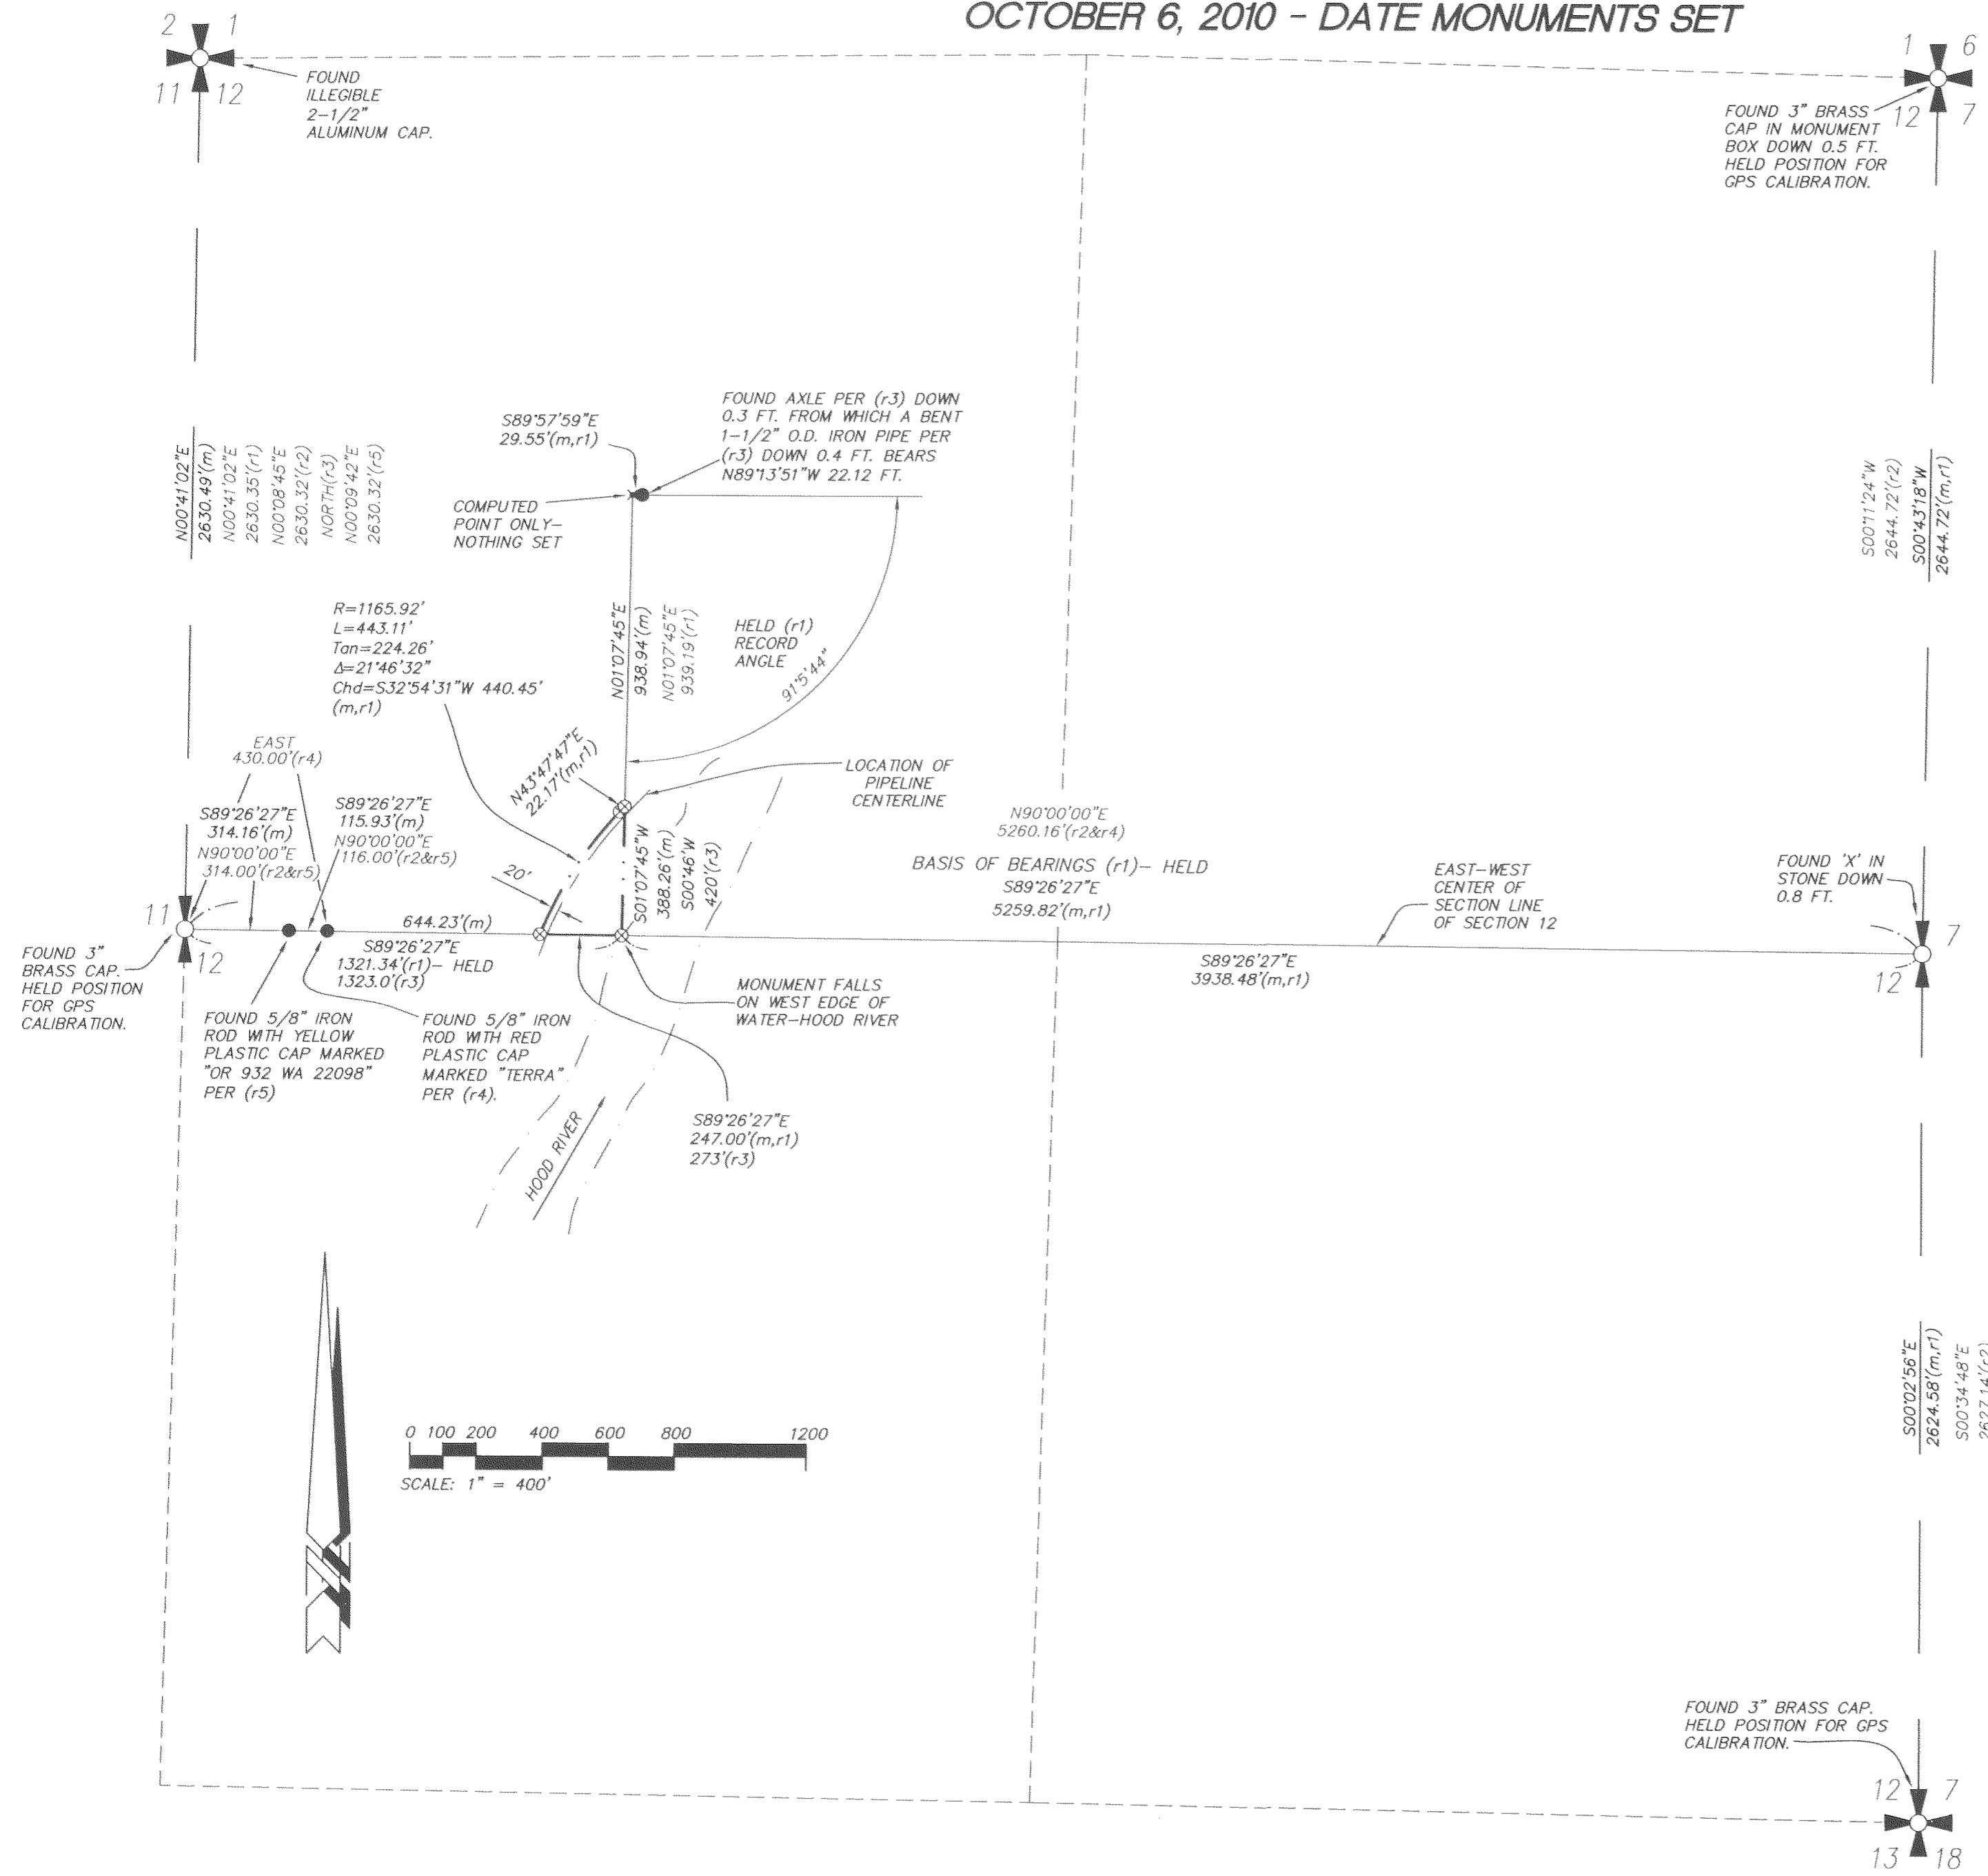 OCTOBER 6, 2010 - DATE MONUMENTS SET
2 1
11 12
FOUND
ILLEGIBLE
2-1/2"
ALUMINUM CAP.
1 6
12 7
FOUND 3" BRASS
CAP IN MONUMENT
BOX DOWN 0.5 FT.
HELD POSITION FOR
GPS CALIBRATION.
N00°41'02"E
2630.49'(m)
N00°41'02"E
2630.35'(r1)
N00°08'45"E
2630.32'(r2)
NORTH(r3)
N00°09'42"E
2630.32'(r5)
S89°57'59"E
29.55'(m,r1)
FOUND AXLE PER (r3) DOWN
0.3 FT. FROM WHICH A BENT
1-1/2" O.D. IRON PIPE PER
(r3) DOWN 0.4 FT. BEARS
N89°13'51"W 22.12 FT.
COMPUTED
POINT ONLY-
NOTHING SET
S00°11'24"W
2644.72'(r2)
S00°43'18"W
2644.72'(m,r1)
R=1165.92'
L=443.11'
Tan=224.26'
Δ=21°46'32"
Chd=S32°54'31"W 440.45'
(m,r1)
N01°07'45"E
938.94'(m)
N01°07'45"E
939.19'(r1)
HELD (r1)
RECORD
ANGLE
91°5'44"
EAST
430.00'(r4)
S89°26'27"E
314.16'(m)
N90°00'00"E
314.00'(r2&r5)
S89°26'27"E
115.93'(m)
N90°00'00"E
116.00'(r2&r5)
N43°47'47"E
22.17'(m,r1)
LOCATION OF
PIPELINE
CENTERLINE
20'
S01°07'45"W
388.26'(m)
S00°46'W
420'(r3)
N90°00'00"E
5260.16'(r2&r4)
BASIS OF BEARINGS (r1)- HELD
S89°26'27"E
5259.82'(m,r1)
EAST-WEST
CENTER OF
SECTION LINE
OF SECTION 12
FOUND 'X' IN
STONE DOWN
0.8 FT.
11
12
7
12
FOUND 3"
BRASS CAP.
HELD POSITION
FOR GPS
CALIBRATION.
644.23'(m)
S89°26'27"E
1321.34'(r1)- HELD
1323.0'(r3)
S89°26'27"E
3938.48'(m,r1)
MONUMENT FALLS
ON WEST EDGE OF
WATER-HOOD RIVER
FOUND 5/8" IRON
ROD WITH YELLOW
PLASTIC CAP MARKED
"OR 932 WA 22098"
PER (r5)
FOUND 5/8" IRON
ROD WITH RED
PLASTIC CAP
MARKED "TERRA"
PER (r4).
HOOD RIVER
S89°26'27"E
247.00'(m,r1)
273'(r3)
S00°02'56"E
2624.58'(m,r1)
S00°34'48"E
2627.14'(r2)
0 100 200 400 600 800 1200
SCALE: 1" = 400'
FOUND 3" BRASS CAP.
HELD POSITION FOR GPS
CALIBRATION.
12 7
13 18